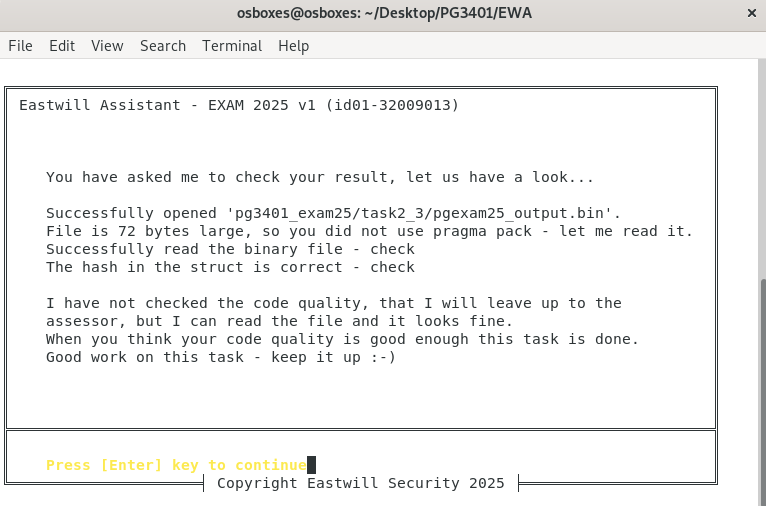 osboxes@osboxes: ~/Desktop/PG3401/EWA
File Edit View Search Terminal Help
Eastwill Assistant - EXAM 2025 v1 (id01-32009013)
You have asked me to check your result, let us have a look...
Successfully opened 'pg3401_exam25/task2_3/pgexam25_output.bin'.
File is 72 bytes large, so you did not use pragma pack - let me read it.
Successfully read the binary file - check
The hash in the struct is correct - check
I have not checked the code quality, that I will leave up to the
assessor, but I can read the file and it looks fine.
When you think your code quality is good enough this task is done.
Good work on this task - keep it up :-)
Press [Enter] key to continue
Copyright Eastwill Security 2025